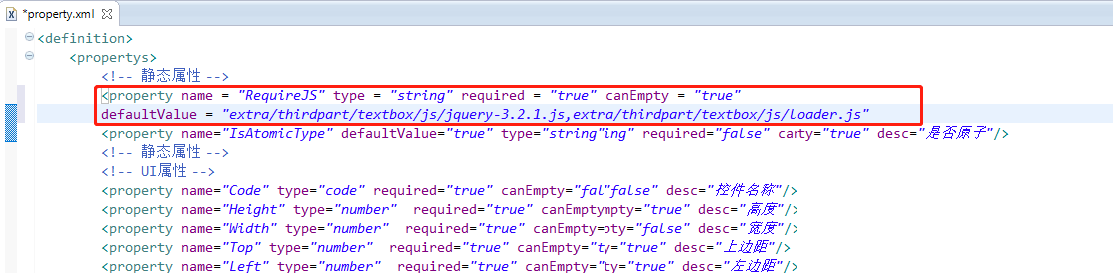 *property.xml
<definition>
<propertys>
<!-- 静态属性 -->
<property name = "RequireJS" type = "string" required = "true" canEmpty = "true"
defaultValue = "extra/thirdpart/textbox/js/jquery-3.2.1.js,extra/thirdpart/textbox/js/loader.js"
<property name="IsAtomicType" defaultValue="true" type="string"ing" required="false" carty="true" desc="是否原子"/>
<!-- 静态属性 -->
<!-- UI属性 -->
<property name="Code" type="code" required="true" canEmpty="fal"false" desc="控件名称"/>
<property name="Height" type="number"  required="true" canEmptympty="true" desc="高度"/>
<property name="Width" type="number"  required="true" canEmpty=pty="false" desc="宽度"/>
<property name="Top" type="number"  required="true" canEmpty="ty="true" desc="上边距"/>
<property name="Left" type="number"  required="true" canEmpty="ty="true" desc="左边距"/>